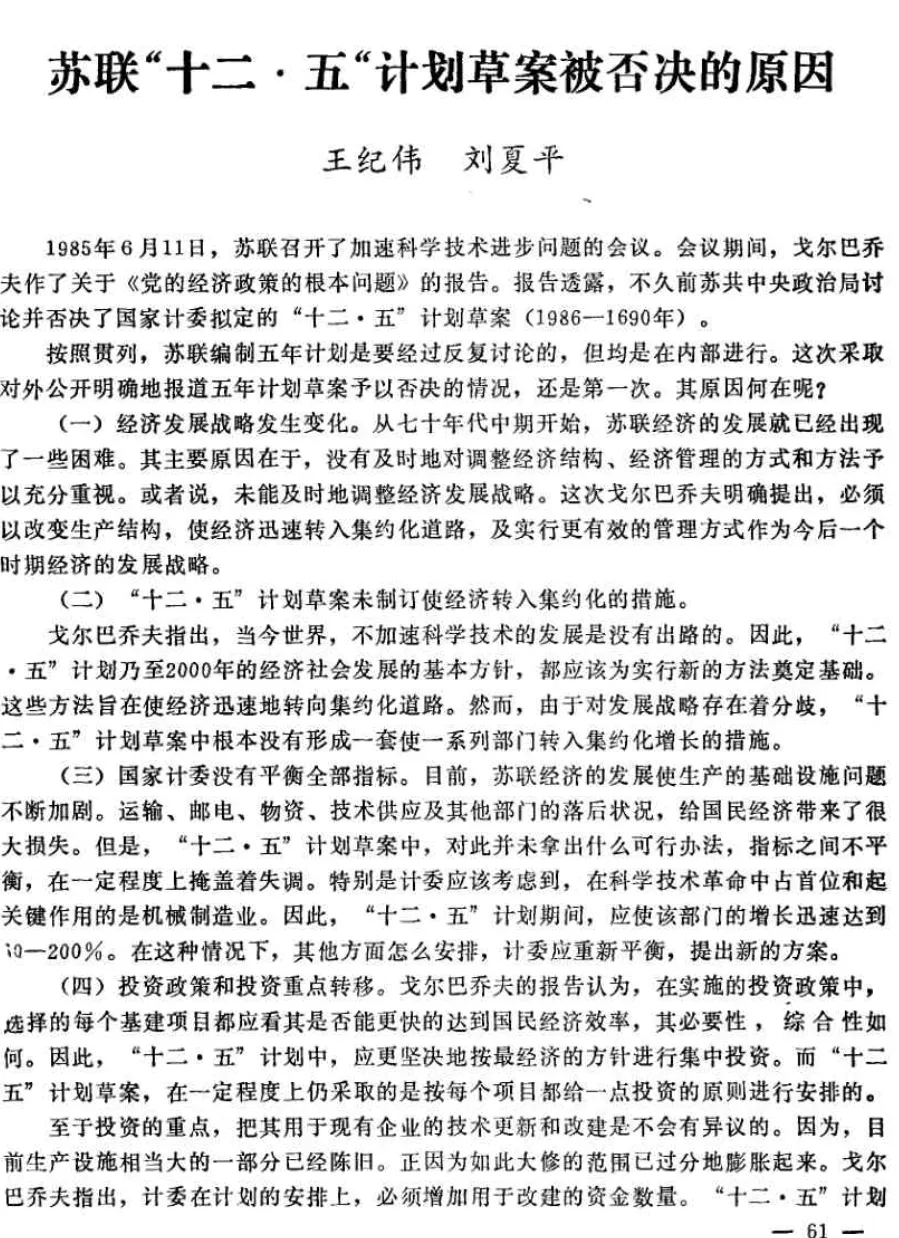 苏联“十二·五“计划草案被否决的原因
王纪伟 刘夏平
1985年6月11日，苏联召开了加速科学技术进步问题的会议。会议期间，戈尔巴乔
夫作了关于《党的经济政策的根本问题》的报告。报告透露，不久前苏共中央政治局讨
论并否决了国家计委拟定的“十二·五”计划草案（1986—1690年）。
按照贯列，苏联编制五年计划是要经过反复讨论的，但均是在内部进行。这次采取
对外公开明确地报道五年计划草案予以否决的情况，还是第一次。其原因何在呢？
（一）经济发展战略发生变化。从七十年代中期开始，苏联经济的发展就已经出现
了一些困难。其主要原因在于，没有及时地对调整经济结构、经济管理的方式和方法予
以充分重视。或者说，未能及时地调整经济发展战略。这次戈尔巴乔夫明确提出，必须
以改变生产结构，使经济迅速转入集约化道路，及实行更有效的管理方式作为今后一个
时期经济的发展战略。
（二）“十二·五”计划草案未制订使经济转入集约化的措施。
戈尔巴乔夫指出，当今世界，不加速科学技术的发展是没有出路的。因此，“十二
·五”计划乃至2000年的经济社会发展的基本方针，都应该为实行新的方法奠定基础。
这些方法旨在使经济迅速地转向集约化道路。然而，由于对发展战略存在着分歧，“十
二·五”计划草案中根本没有形成一套使一系列部门转入集约化增长的措施。
（三）国家计委没有平衡全部指标。目前，苏联经济的发展使生产的基础设施问题
不断加剧。运输、邮电、物资、技术供应及其他部门的落后状况，给国民经济带来了很
大损失。但是，“十二·五”计划草案中，对此并未拿出什么可行办法，指标之间不平
衡，在一定程度上掩盖着失调。特别是计委应该考虑到，在科学技术革命中占首位和起
关键作用的是机械制造业。因此，“十二·五”计划期间，应使该部门的增长迅速达到
—200％。在这种情况下，其他方面怎么安排，计委应重新平衡，提出新的方案。
（四）投资政策和投资重点转移。戈尔巴乔夫的报告认为，在实施的投资政策中，
选择的每个基建项目都应看其是否能更快的达到国民经济效率，其必要性，综合性如
何。因此，“十二·五”计划中，应更坚决地按最经济的方针进行集中投资。而“十二
五”计划草案，在一定程度上仍采取的是按每个项目都给一点投资的原则进行安排的。
至于投资的重点，把其用于现有企业的技术更新和改建是不会有异议的。因为，目
前生产设施相当大的一部分已经陈旧。正因为如此大修的范围已过分地膨胀起来。戈尔
巴乔夫指出，计委在计划的安排上，必须增加用于改建的资金数量。“十二·五”计划
— 61 —